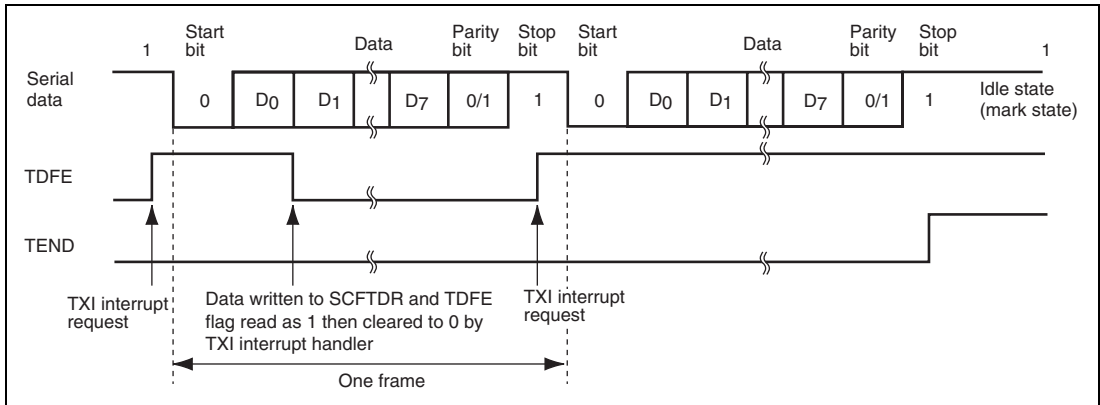 1 Start bit Data Parity bit Stop bit Start bit Data Parity bit Stop bit 1
Serial data 0 D0 D1 D7 0/1 1 0 D0 D1 D7 0/1 1 Idle state (mark state)
TDFE
TEND
TXI interrupt request
Data written to SCFTDR and TDFE
flag read as 1 then cleared to 0 by
TXI interrupt handler
TXI interrupt request
One frame